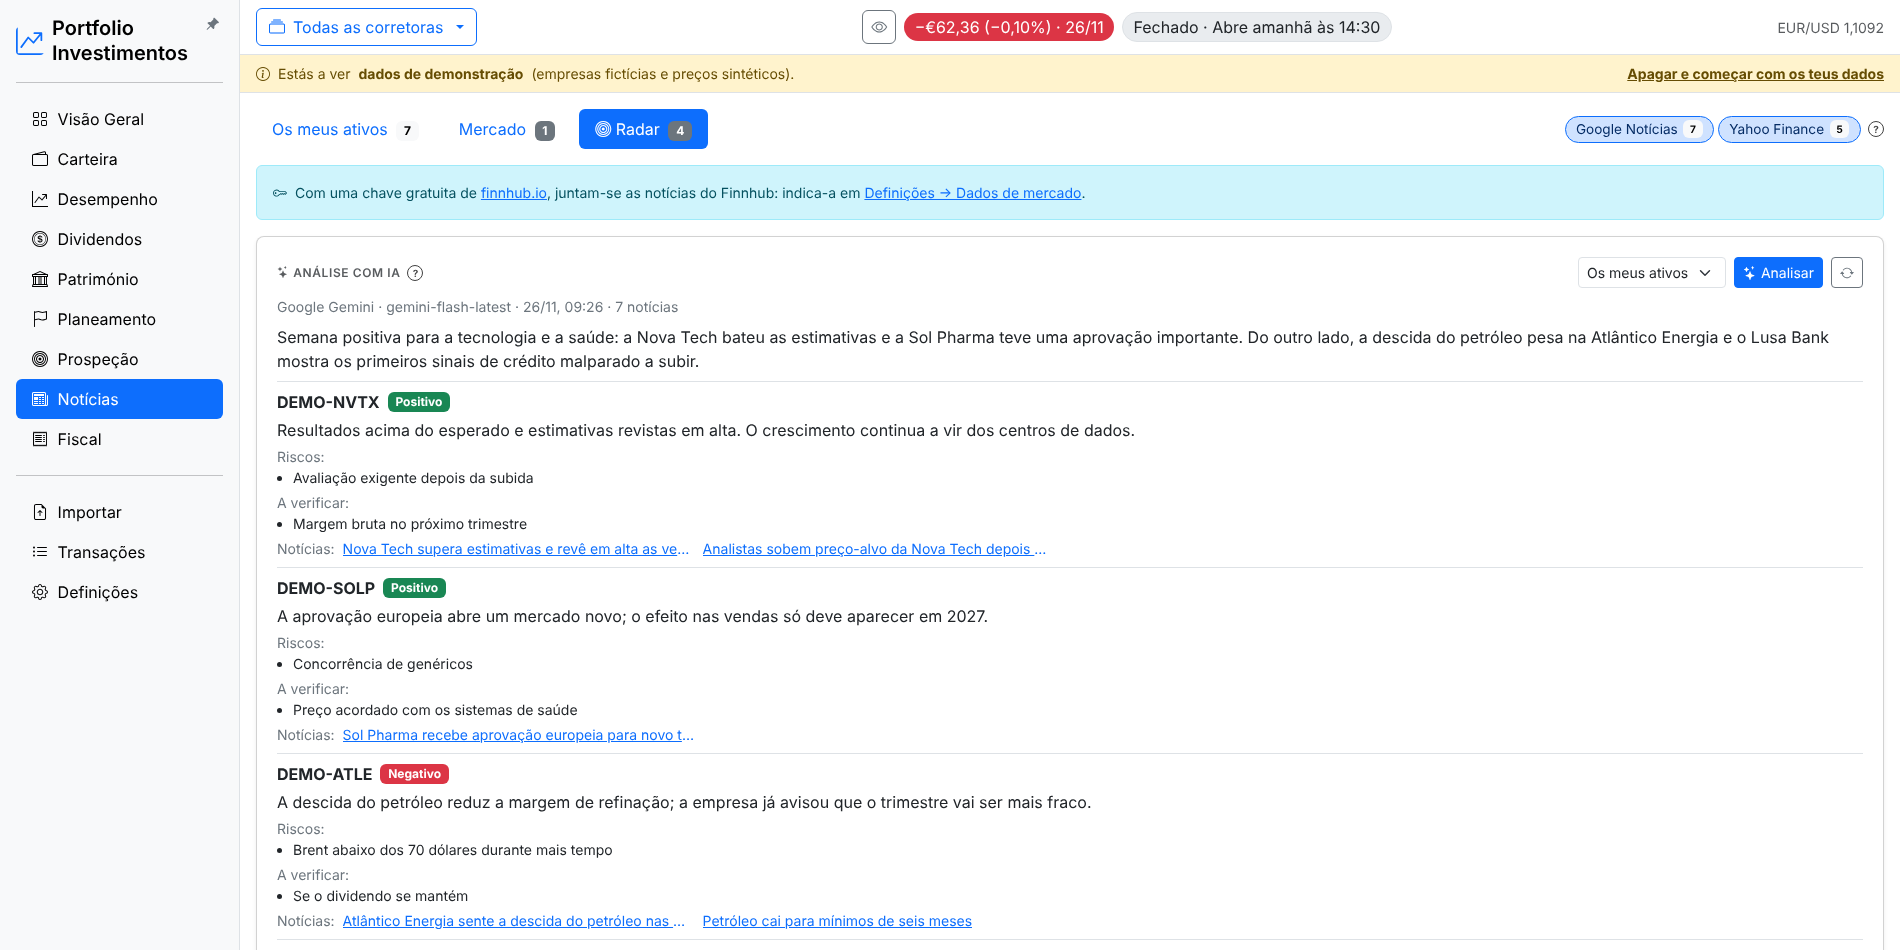 Portfolio
Investimentos
Visão Geral
Carteira
Desempenho
Dividendos
Património
Planeamento
Prospeção
Notícias
Fiscal
Importar
Transações
Definições
Todas as corretoras
−€62,36 (−0,10%) · 26/11
Fechado · Abre amanhã às 14:30
EUR/USD 1,1092
Estás a ver dados de demonstração (empresas fictícias e preços sintéticos).
Apagar e começar com os teus dados
Os meus ativos 7
Mercado 1
Radar 4
Google Notícias 7
Yahoo Finance 5
?
Com uma chave gratuita de finnhub.io, juntam-se as notícias do Finnhub: indica-a em Definições → Dados de mercado.
ANÁLISE COM IA ?
Os meus ativos
Analisar
Google Gemini · gemini-flash-latest · 26/11, 09:26 · 7 notícias
Semana positiva para a tecnologia e a saúde: a Nova Tech bateu as estimativas e a Sol Pharma teve uma aprovação importante. Do outro lado, a descida do petróleo pesa na Atlântico Energia e o Lusa Bank
mostra os primeiros sinais de crédito malparado a subir.
DEMO-NVTX Positivo
Resultados acima do esperado e estimativas revistas em alta. O crescimento continua a vir dos centros de dados.
Riscos:
• Avaliação exigente depois da subida
A verificar:
• Margem bruta no próximo trimestre
Notícias: Nova Tech supera estimativas e revê em alta as ve... Analistas sobem preço-alvo da Nova Tech depois ...
DEMO-SOLP Positivo
A aprovação europeia abre um mercado novo; o efeito nas vendas só deve aparecer em 2027.
Riscos:
• Concorrência de genéricos
A verificar:
• Preço acordado com os sistemas de saúde
Notícias: Sol Pharma recebe aprovação europeia para novo t...
DEMO-ATLE Negativo
A descida do petróleo reduz a margem de refinação; a empresa já avisou que o trimestre vai ser mais fraco.
Riscos:
• Brent abaixo dos 70 dólares durante mais tempo
A verificar:
• Se o dividendo se mantém
Notícias: Atlântico Energia sente a descida do petróleo nas ... Petróleo cai para mínimos de seis meses